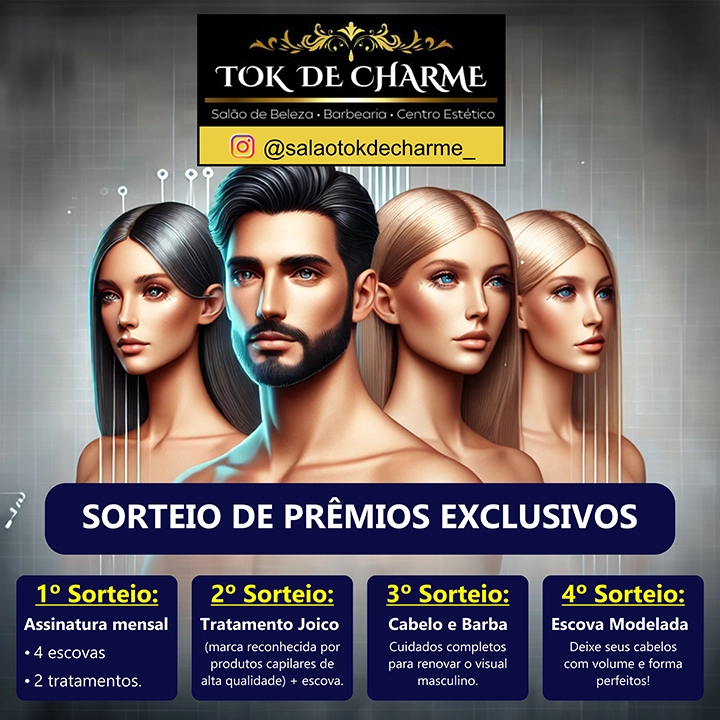 TOK DE CHARME
Salão de Beleza • Barbearia • Centro Estético
@salaotokdecharme_
SORTEIO DE PRÊMIOS EXCLUSIVOS
1º Sorteio:
Assinatura mensal
• 4 escovas
• 2 tratamentos.
2º Sorteio:
Tratamento Joico
(marca reconhecida por
produtos capilares de
alta qualidade) + escova.
3º Sorteio:
Cabelo e Barba
Cuidados completos
para renovar o visual
masculino.
4º Sorteio:
Escova Modelada
Deixe seus cabelos
com volume e forma
perfeitos!